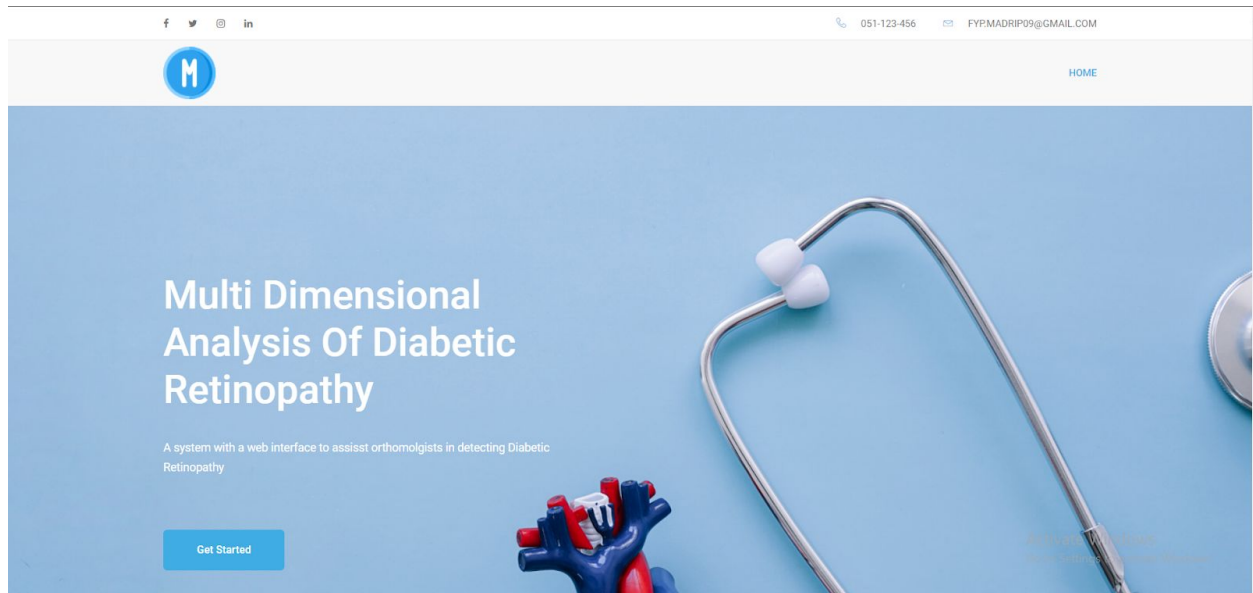 051-123-456 FYP.MADRIP09@GMAIL.COM
M
HOME
Multi Dimensional
Analysis Of Diabetic
Retinopathy
A system with a web interface to assisst orthomolgists in detecting Diabetic
Retinopathy
Get Started